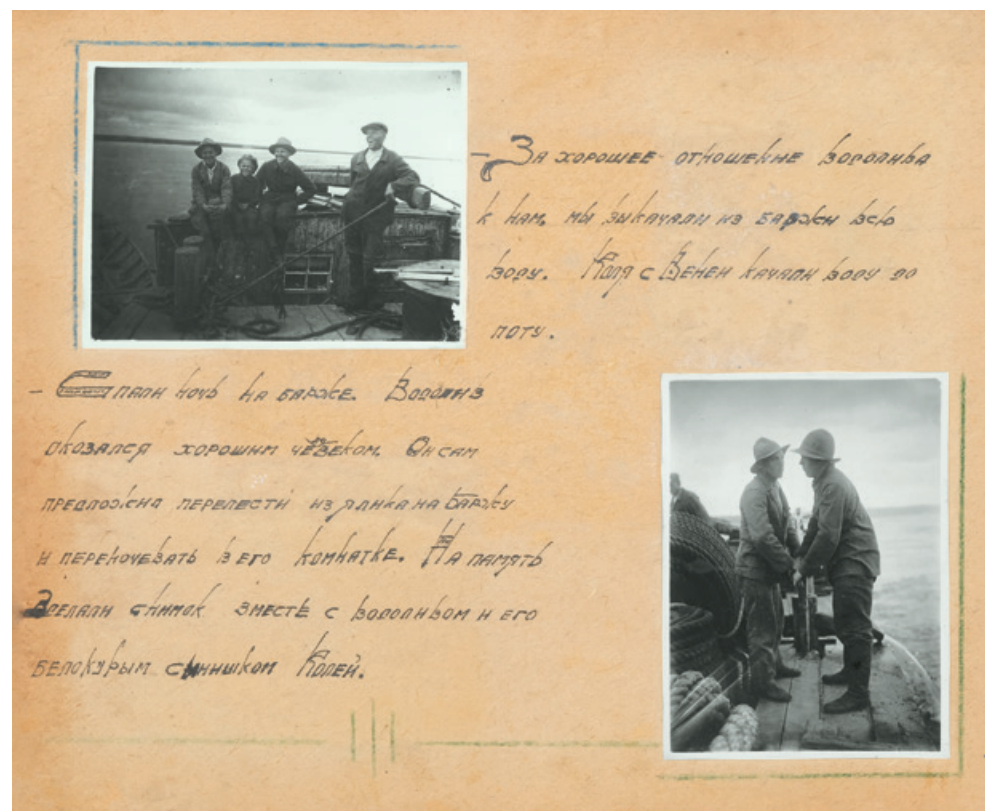 – За хорошее отношение водолива
к нам, мы выкачали из баржи всю
воду. Коля с Веней качали воду до
поту.
– Спали ночь на барже. Водолив
оказался хорошим человеком. Он сам
предложил перелести из ялика на баржу
и переночевать в его комнатке. На память
сделали снимок вместе с водоливом и его
белокурым сынишкой Колей.